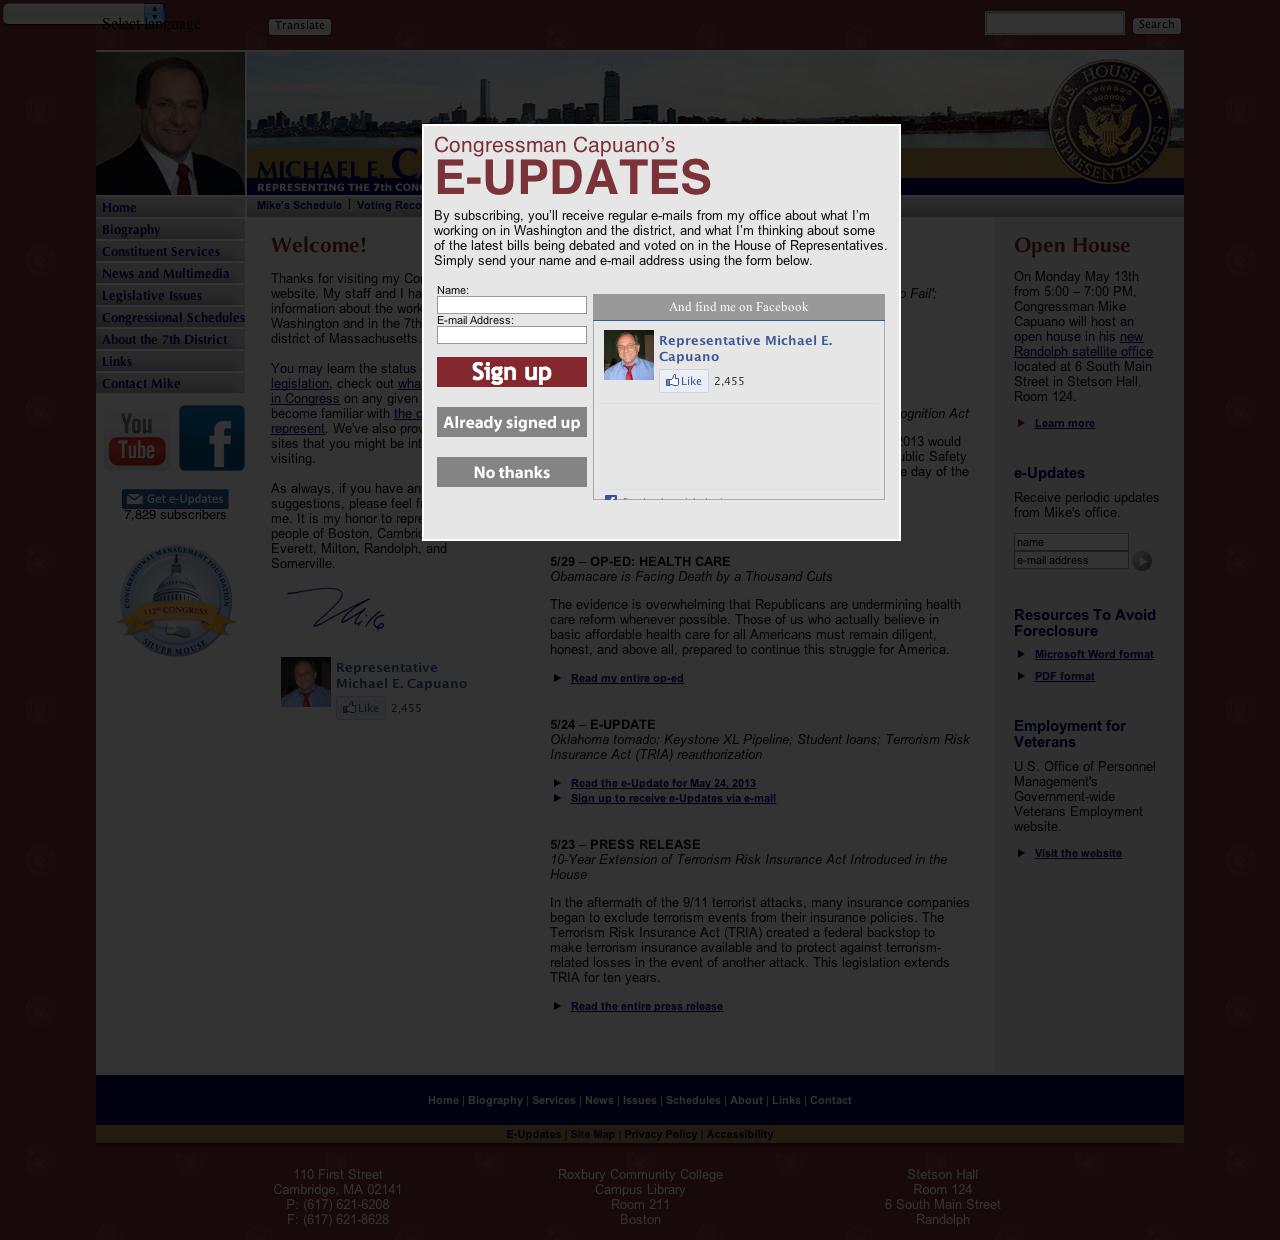 Select language
Translate
Search
U.S. HOUSE OF REPRESENTATIVES
MICHAEL E. C
REPRESENTING THE 7th CON
Mike's Schedule | Voting Reco
Home
Biography
Constituent Services
News and Multimedia
Legislative Issues
Congressional Schedules
About the 7th District
Links
Contact Mike
You
Tube
f
Get e-Updates
7,829 subscribers
CONGRESSIONAL MANAGEMENT FOUNDATION
112th CONGRESS
SILVER MOUSE
Welcome!
Thanks for visiting my Co
website. My staff and I ha
information about the work
Washington and in the 7th
district of Massachusetts.
You may learn the status
legislation, check out wha
in Congress on any given
become familiar with the c
represent. We've also prov
sites that you might be int
visiting.
As always, if you have an
suggestions, please feel fr
me. It is my honor to repre
people of Boston, Cambrid
Everett, Milton, Randolph, and
Somerville.
Mike
Representative
Michael E. Capuano
Like 2,455
Congressman Capuano's
E-UPDATES
By subscribing, you'll receive regular e-mails from my office about what I'm
working on in Washington and the district, and what I'm thinking about some
of the latest bills being debated and voted on in the House of Representatives.
Simply send your name and e-mail address using the form below.
Name:
E-mail Address:
Sign up
Already signed up
No thanks
And find me on Facebook
Representative Michael E.
Capuano
Like 2,455
o Fail';
cognition Act
2013 would
ublic Safety
e day of the
5/29 – OP-ED: HEALTH CARE
Obamacare is Facing Death by a Thousand Cuts
The evidence is overwhelming that Republicans are undermining health
care reform whenever possible. Those of us who actually believe in
basic affordable health care for all Americans must remain diligent,
honest, and above all, prepared to continue this struggle for America.
Read my entire op-ed
5/24 – E-UPDATE
Oklahoma tornado; Keystone XL Pipeline; Student loans; Terrorism Risk
Insurance Act (TRIA) reauthorization
Read the e-Update for May 24, 2013
Sign up to receive e-Updates via e-mail
5/23 – PRESS RELEASE
10-Year Extension of Terrorism Risk Insurance Act Introduced in the
House
In the aftermath of the 9/11 terrorist attacks, many insurance companies
began to exclude terrorism events from their insurance policies. The
Terrorism Risk Insurance Act (TRIA) created a federal backstop to
make terrorism insurance available and to protect against terrorism-
related losses in the event of another attack. This legislation extends
TRIA for ten years.
Read the entire press release
Open House
On Monday May 13th
from 5:00 – 7:00 PM,
Congressman Mike
Capuano will host an
open house in his new
Randolph satellite office
located at 6 South Main
Street in Stetson Hall,
Room 124.
Learn more
e-Updates
Receive periodic updates
from Mike's office.
name
e-mail address
Resources To Avoid
Foreclosure
Microsoft Word format
PDF format
Employment for
Veterans
U.S. Office of Personnel
Management's
Government-wide
Veterans Employment
website.
Visit the website
Home | Biography | Services | News | Issues | Schedules | About | Links | Contact
E-Updates | Site Map | Privacy Policy | Accessibility
110 First Street
Cambridge, MA 02141
P: (617) 621-6208
F: (617) 621-8628
Roxbury Community College
Campus Library
Room 211
Boston
Stetson Hall
Room 124
6 South Main Street
Randolph